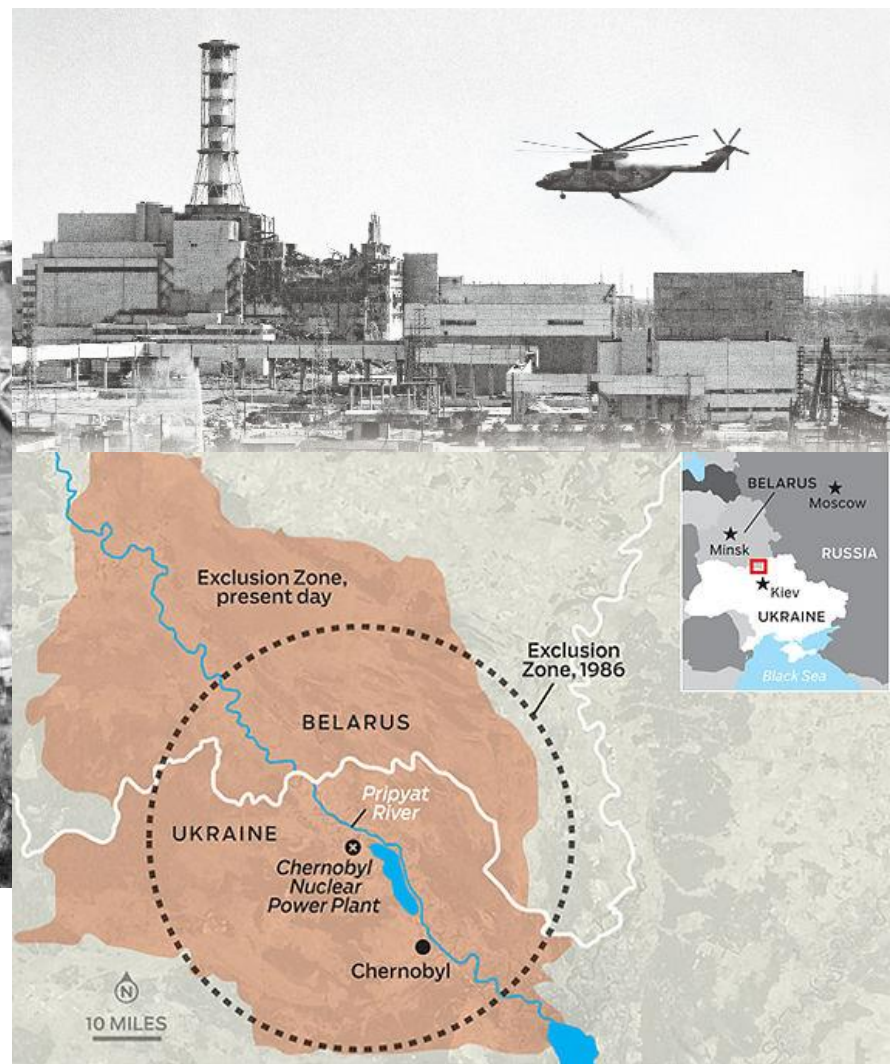 BELARUS
Moscow
Minsk
RUSSIA
Kiev
UKRAINE
Black Sea
Exclusion Zone,
present day
Exclusion
Zone, 1986
BELARUS
Pripyat
River
UKRAINE
Chernobyl
Nuclear
Power Plant
Chernobyl
N
10 MILES